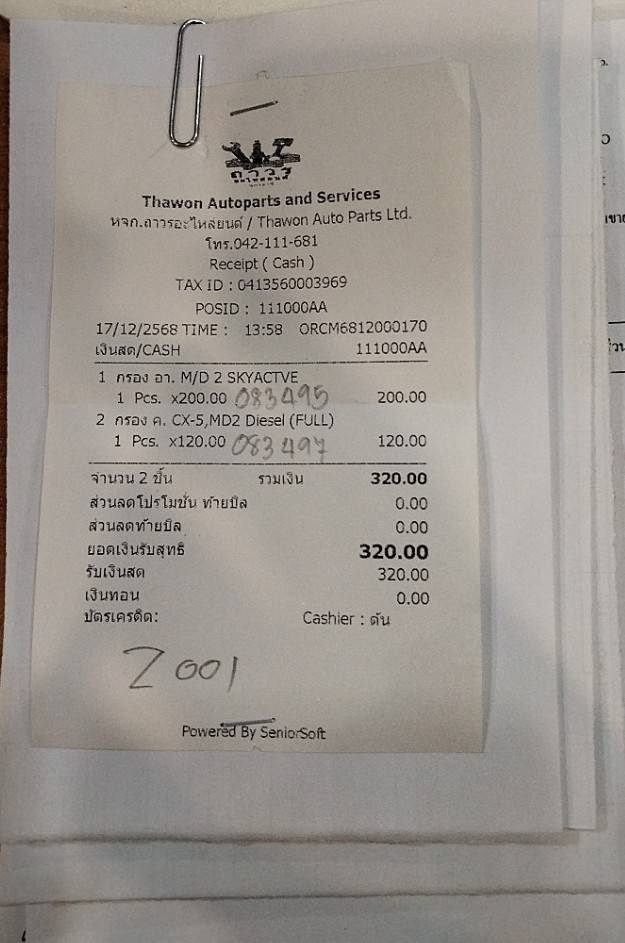 ถาวร
Thawon Autoparts and Services
หจก.ถาวรอะไหล่ยนต์ / Thawon Auto Parts Ltd.
โทร.042-111-681
Receipt ( Cash )
TAX ID : 0413560003969
POSID : 111000AA
17/12/2568 TIME : 13:58 ORCM6812000170
เงินสด/CASH 111000AA
1 กรอง อา. M/D 2 SKYACTVE
1 Pcs. x200.00 083495 200.00
2 กรอง ค. CX-5,MD2 Diesel (FULL)
1 Pcs. x120.00 083497 120.00
จำนวน 2 ชิ้น รวมเงิน 320.00
ส่วนลดโปรโมชั่น ท้ายบิล 0.00
ส่วนลดท้ายบิล 0.00
ยอดเงินรับสุทธิ 320.00
รับเงินสด 320.00
เงินทอน 0.00
บัตรเครดิต: Cashier : ตัน
Z001
Powered By SeniorSoft